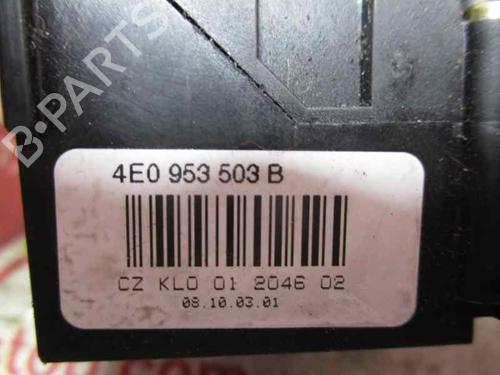 B-PARTS
4E0 953 503 B
CZ KLO 01 2046 02
08.10.03.01